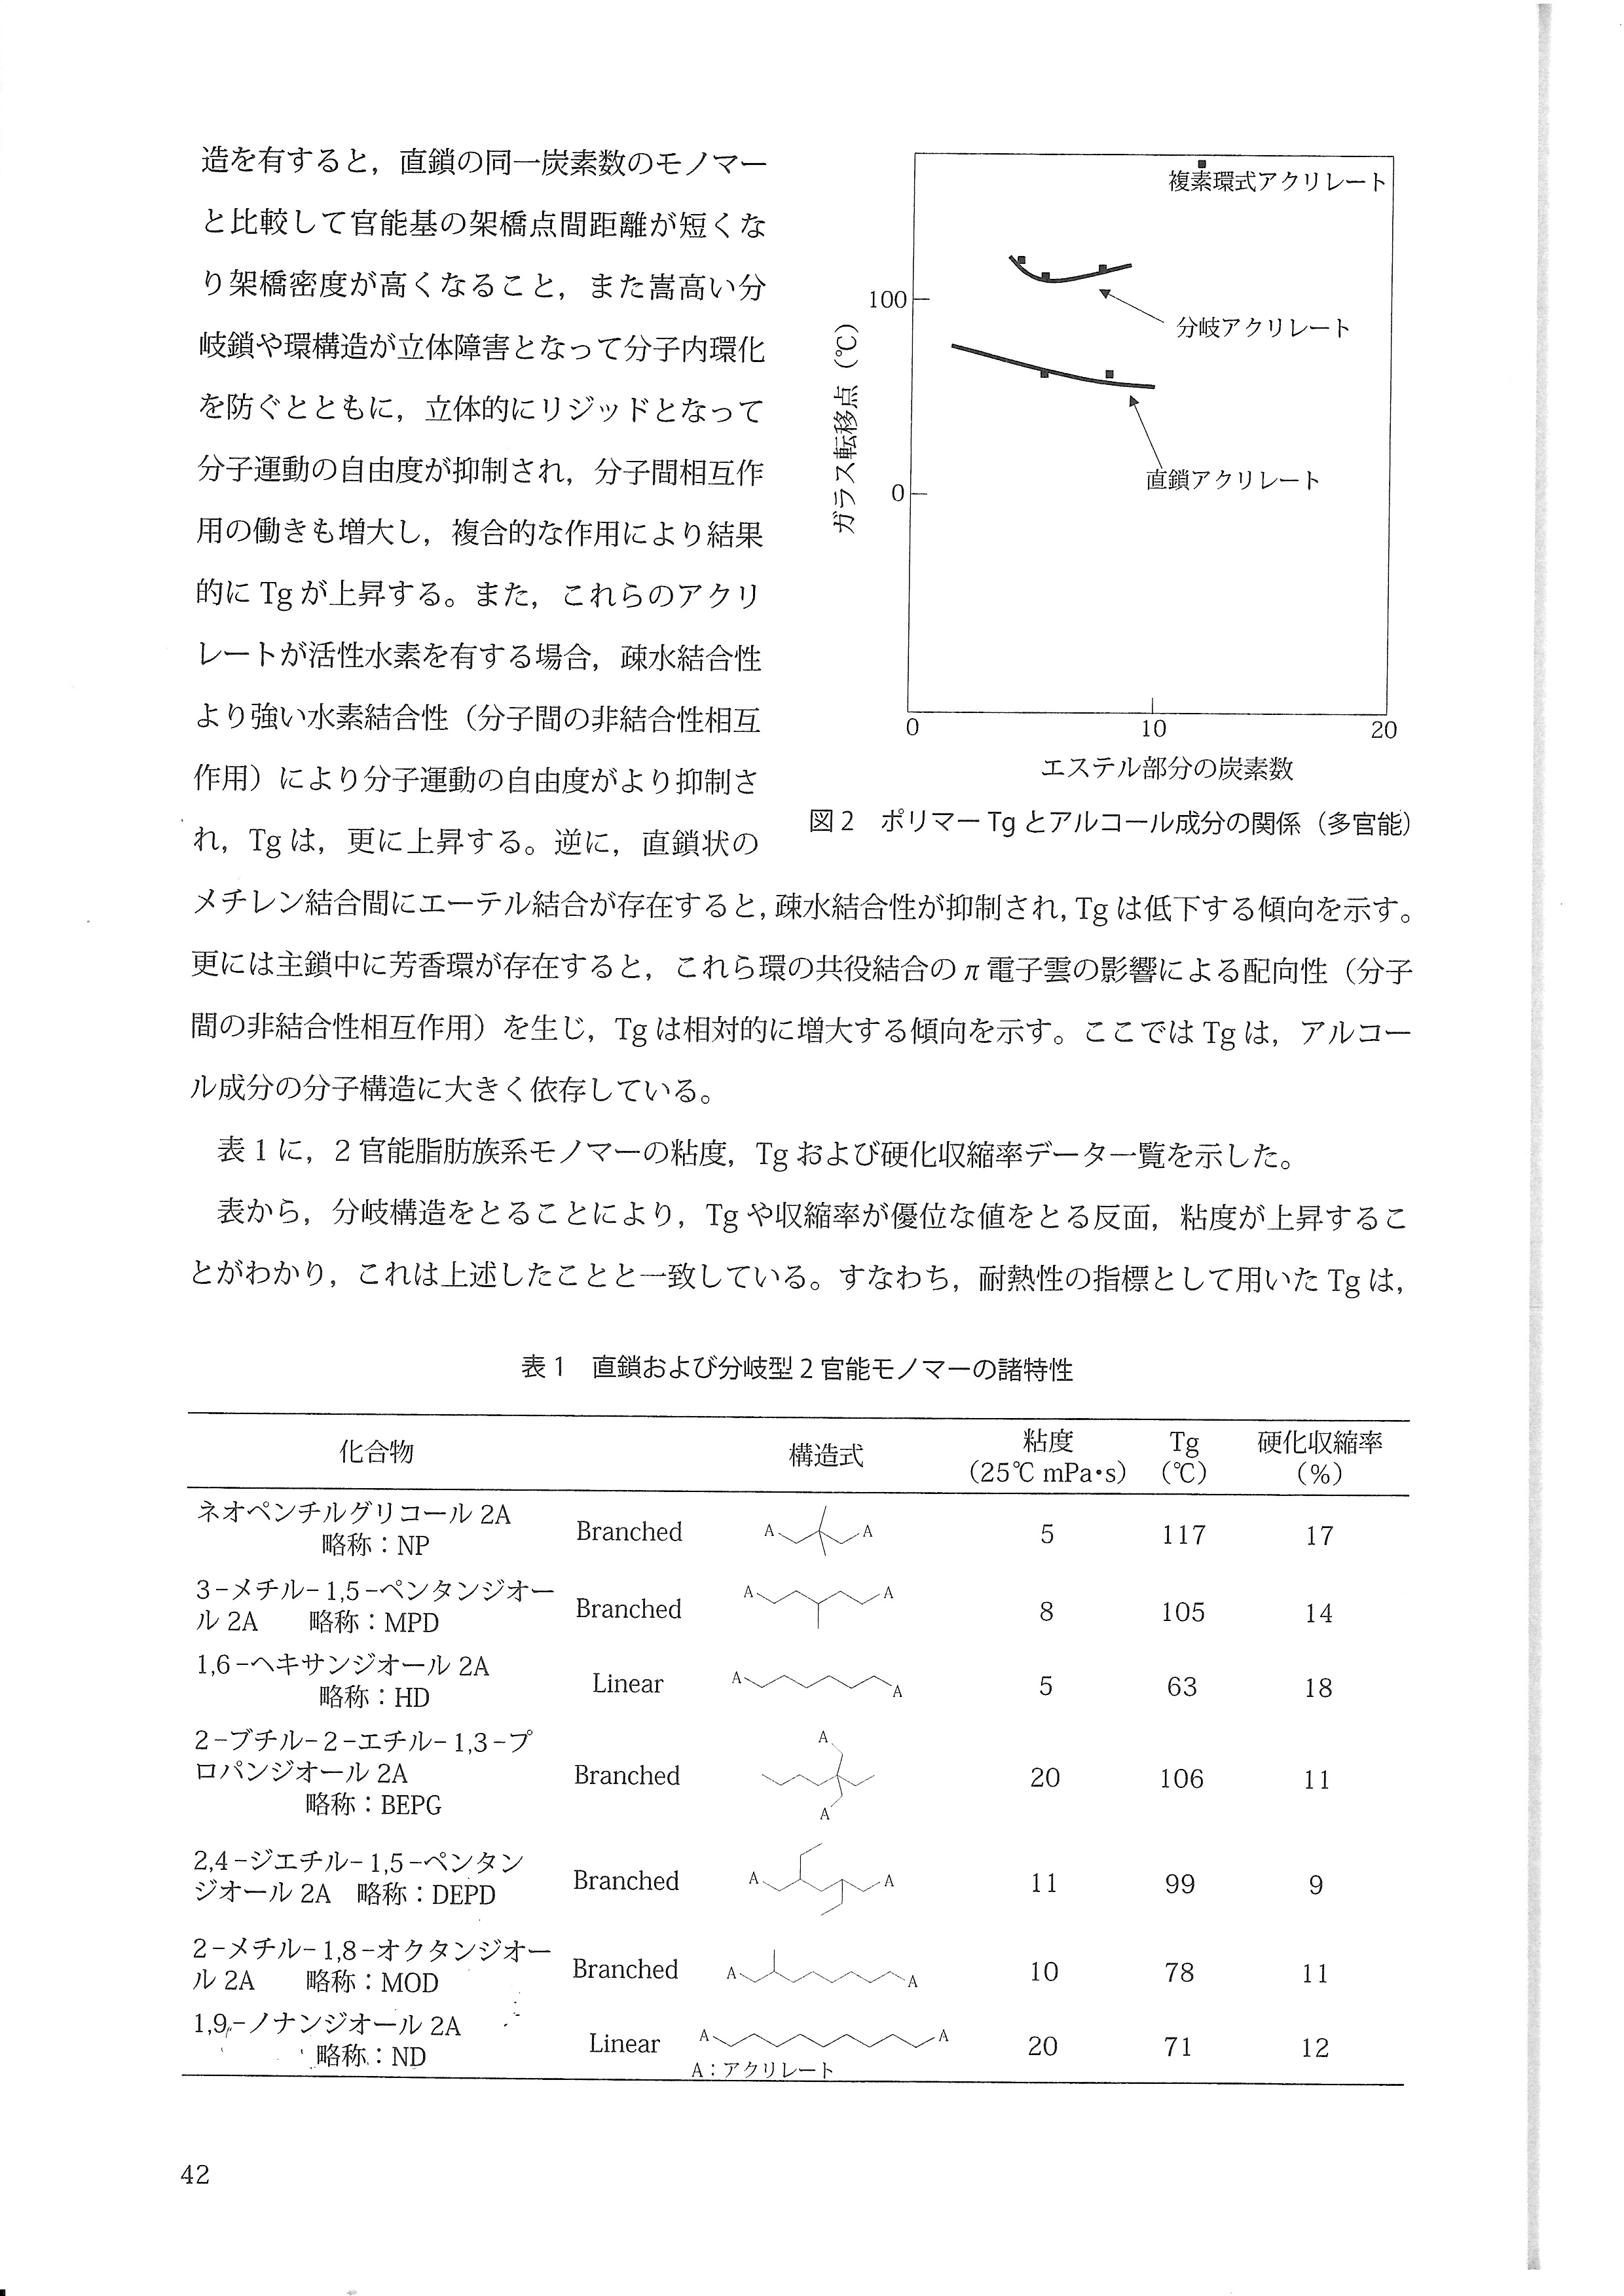 造を有すると，直鎖の同一炭素数のモノマー
と比較して官能基の架橋点間距離が短くな
り架橋密度が高くなること，また嵩高い分
岐鎖や環構造が立体障害となって分子内環化
を防ぐとともに，立体的にリジッドとなって
分子運動の自由度が抑制され，分子間相互作
用の働きも増大し，複合的な作用により結果
的に Tg が上昇する。また，これらのアクリ
レートが活性水素を有する場合，疎水結合性
より強い水素結合性（分子間の非結合性相互
作用）により分子運動の自由度がより抑制さ
れ，Tg は，更に上昇する。逆に，直鎖状の
複素環式アクリレート
100
分岐アクリレート
ガラス転移点（℃）
0
直鎖アクリレート
0
10
20
エステル部分の炭素数
図2　ポリマー Tg とアルコール成分の関係（多官能）
メチレン結合間にエーテル結合が存在すると，疎水結合性が抑制され，Tg は低下する傾向を示す。
更には主鎖中に芳香環が存在すると，これら環の共役結合の π 電子雲の影響による配向性（分子
間の非結合性相互作用）を生じ，Tg は相対的に増大する傾向を示す。ここでは Tg は，アルコー
ル成分の分子構造に大きく依存している。
表 1 に，2 官能脂肪族系モノマーの粘度，Tg および硬化収縮率データ一覧を示した。
表から，分岐構造をとることにより，Tg や収縮率が優位な値をとる反面，粘度が上昇するこ
とがわかり，これは上述したことと一致している。すなわち，耐熱性の指標として用いた Tg は，
表1　直鎖および分岐型2官能モノマーの諸特性
化合物　構造式　粘度　Tg　硬化収縮率
（25℃ mPa・s）　（℃）　（％）
ネオペンチルグリコール 2A
略称：NP　Branched　A　A　5　117　17
3-メチル-1,5-ペンタンジオー
ル 2A　略称：MPD　Branched　A　A　8　105　14
1,6-ヘキサンジオール 2A
略称：HD　Linear　A　A　5　63　18
2-ブチル-2-エチル-1,3-プ
ロパンジオール 2A
略称：BEPG　Branched　A　A　20　106　11
2,4-ジエチル-1,5-ペンタン
ジオール 2A　略称：DEPD　Branched　A　A　11　99　9
2-メチル-1,8-オクタンジオー
ル 2A　略称：MOD　Branched　A　A　10　78　11
1,9-ノナンジオール 2A
略称：ND　Linear　A　A　20　71　12
A：アクリレート
42